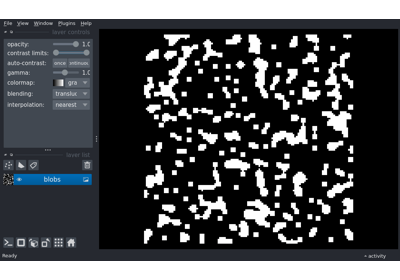 File View Window Plugins Help
layer controls
opacity: 1.0
contrast limits:
auto-contrast: once
gamma: 1.0
colormap: gra
blending: translu
interpolation: nearest
layer list
blobs
Ready
activity